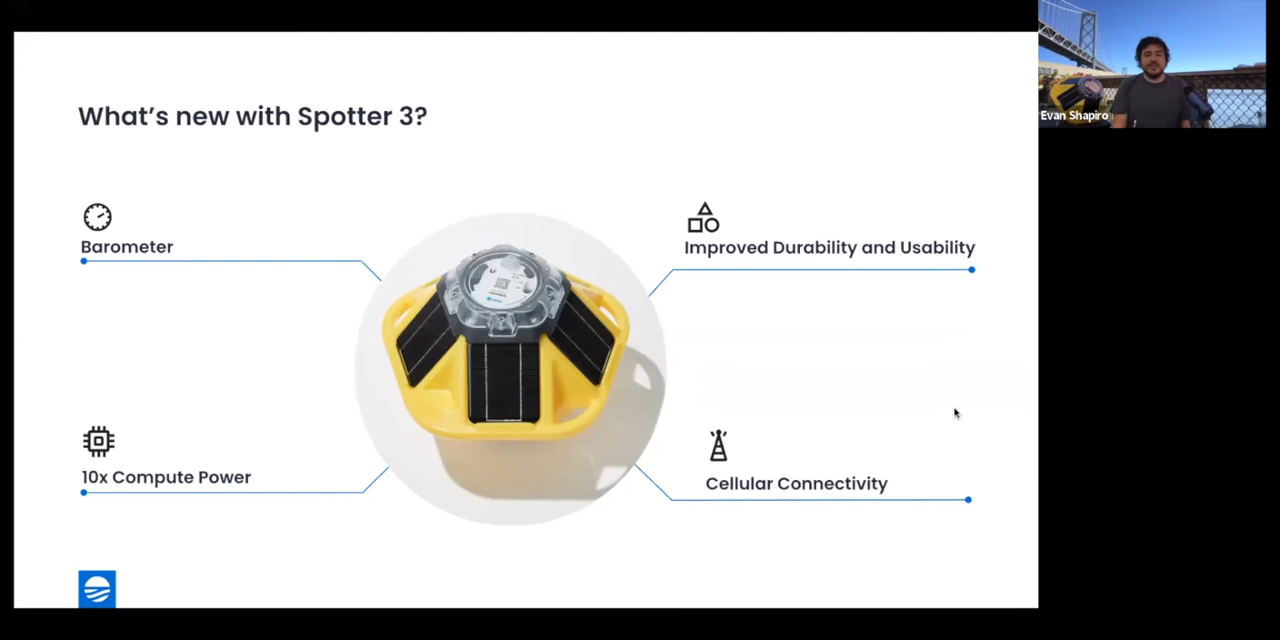 What's new with Spotter 3?
Evan Shapiro
Barometer
Improved Durability and Usability
10x Compute Power
Cellular Connectivity